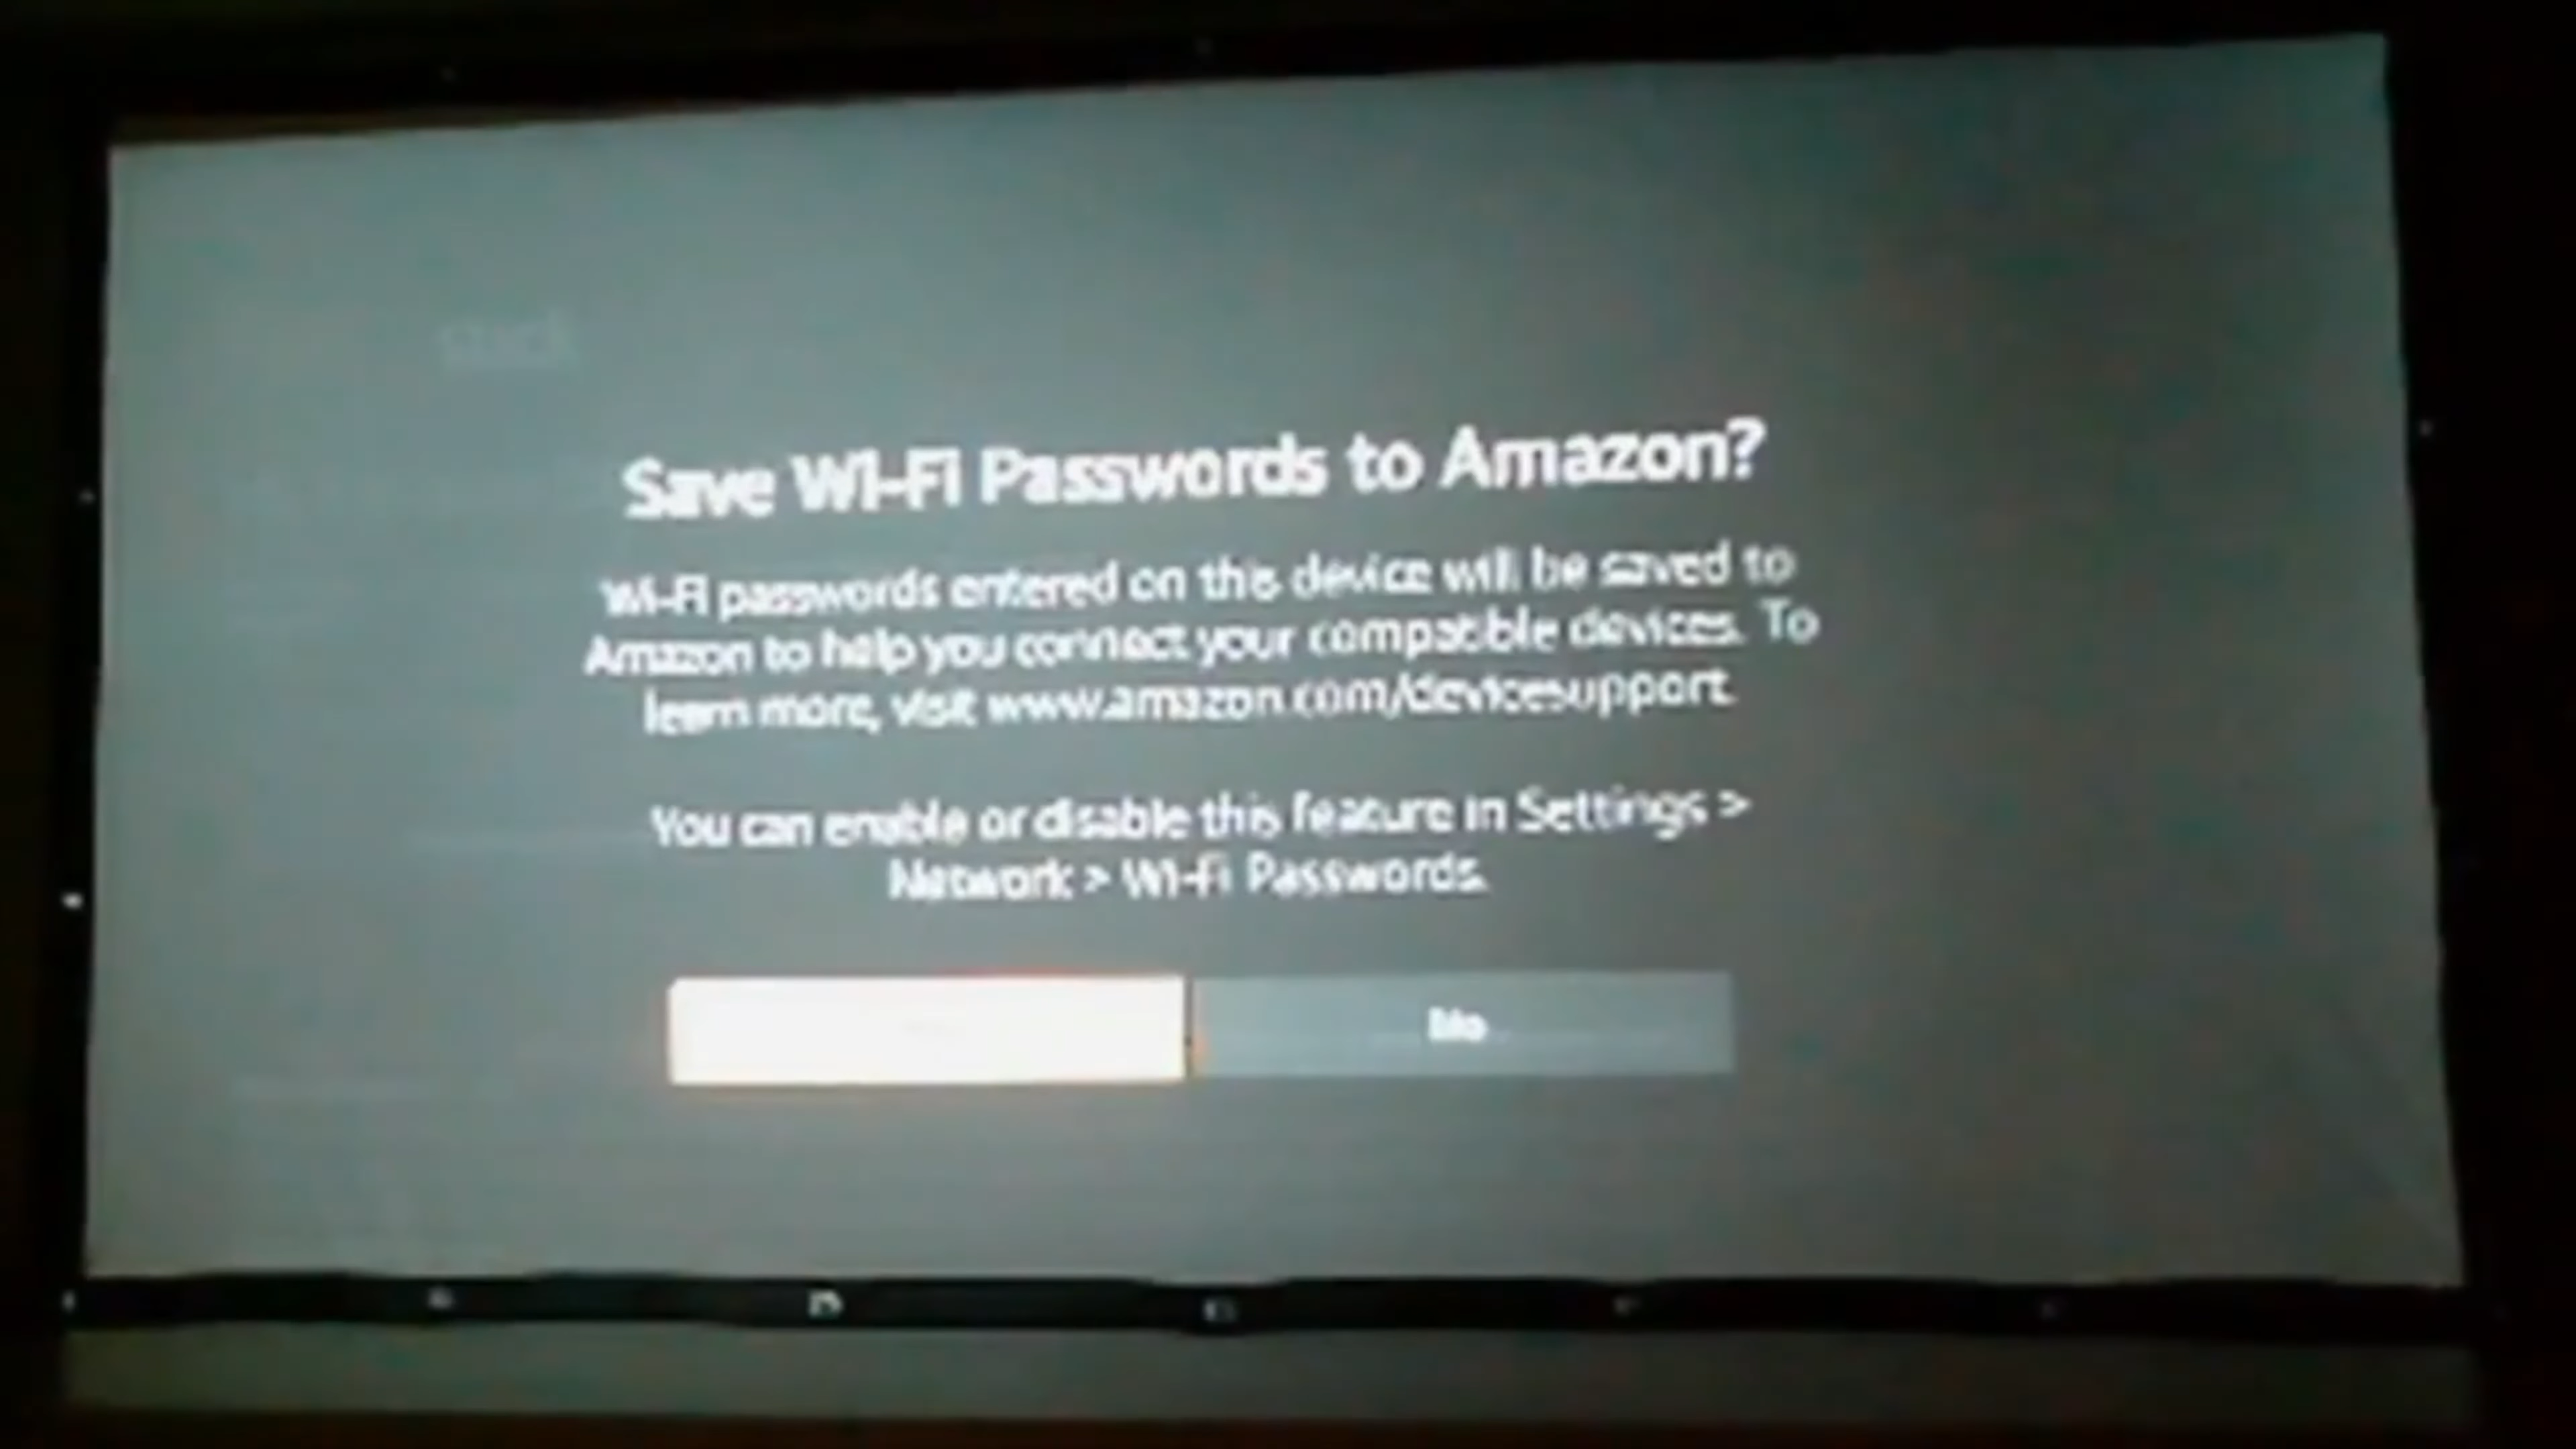 Save Wi-Fi Passwords to Amazon?
Wi-Fi passwords entered on this device will be saved to
Amazon to help you connect your compatible devices. To
learn more, visit www.amazon.com/devicesupport.
You can enable or disable this feature in Settings >
Network > Wi-Fi Passwords.
No